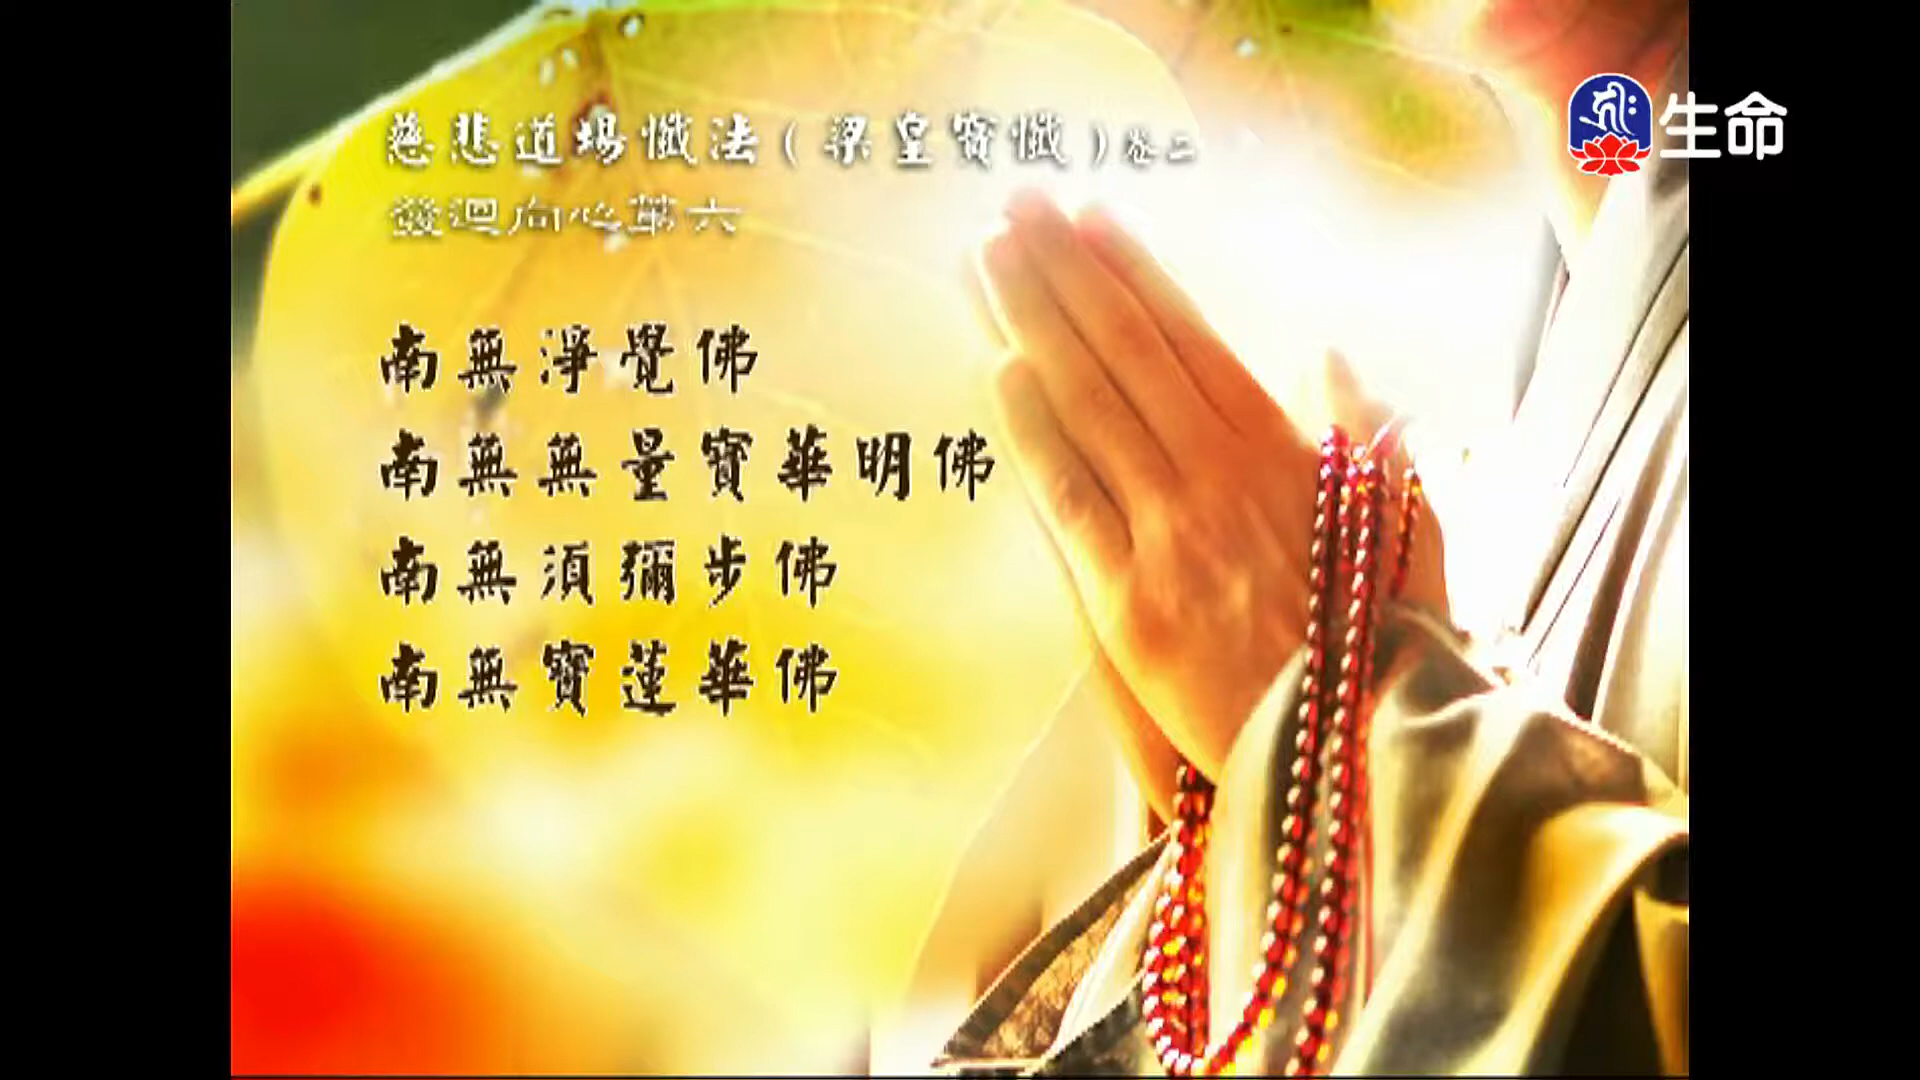 慈悲道場懺法(梁皇寶懺)卷二
發迴向心第六
南無淨覺佛
南無無量寶華明佛
南無須彌步佛
南無寶蓮華佛
生命